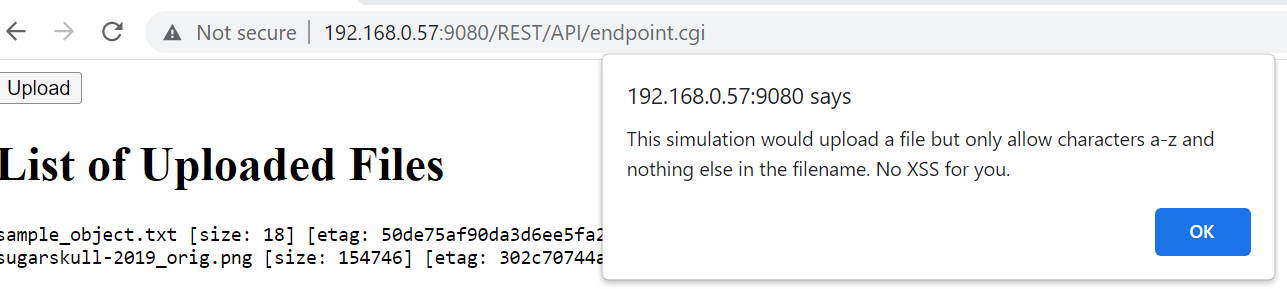 Not secure | 192.168.0.57:9080/REST/API/endpoint.cgi
Upload
192.168.0.57:9080 says
This simulation would upload a file but only allow characters a-z and
nothing else in the filename. No XSS for you.
OK
List of Uploaded Files
sample_object.txt [size: 18] [etag: 50de75af90da3d6ee5fa2
sugarskull-2019_orig.png [size: 154746] [etag: 302c70744a